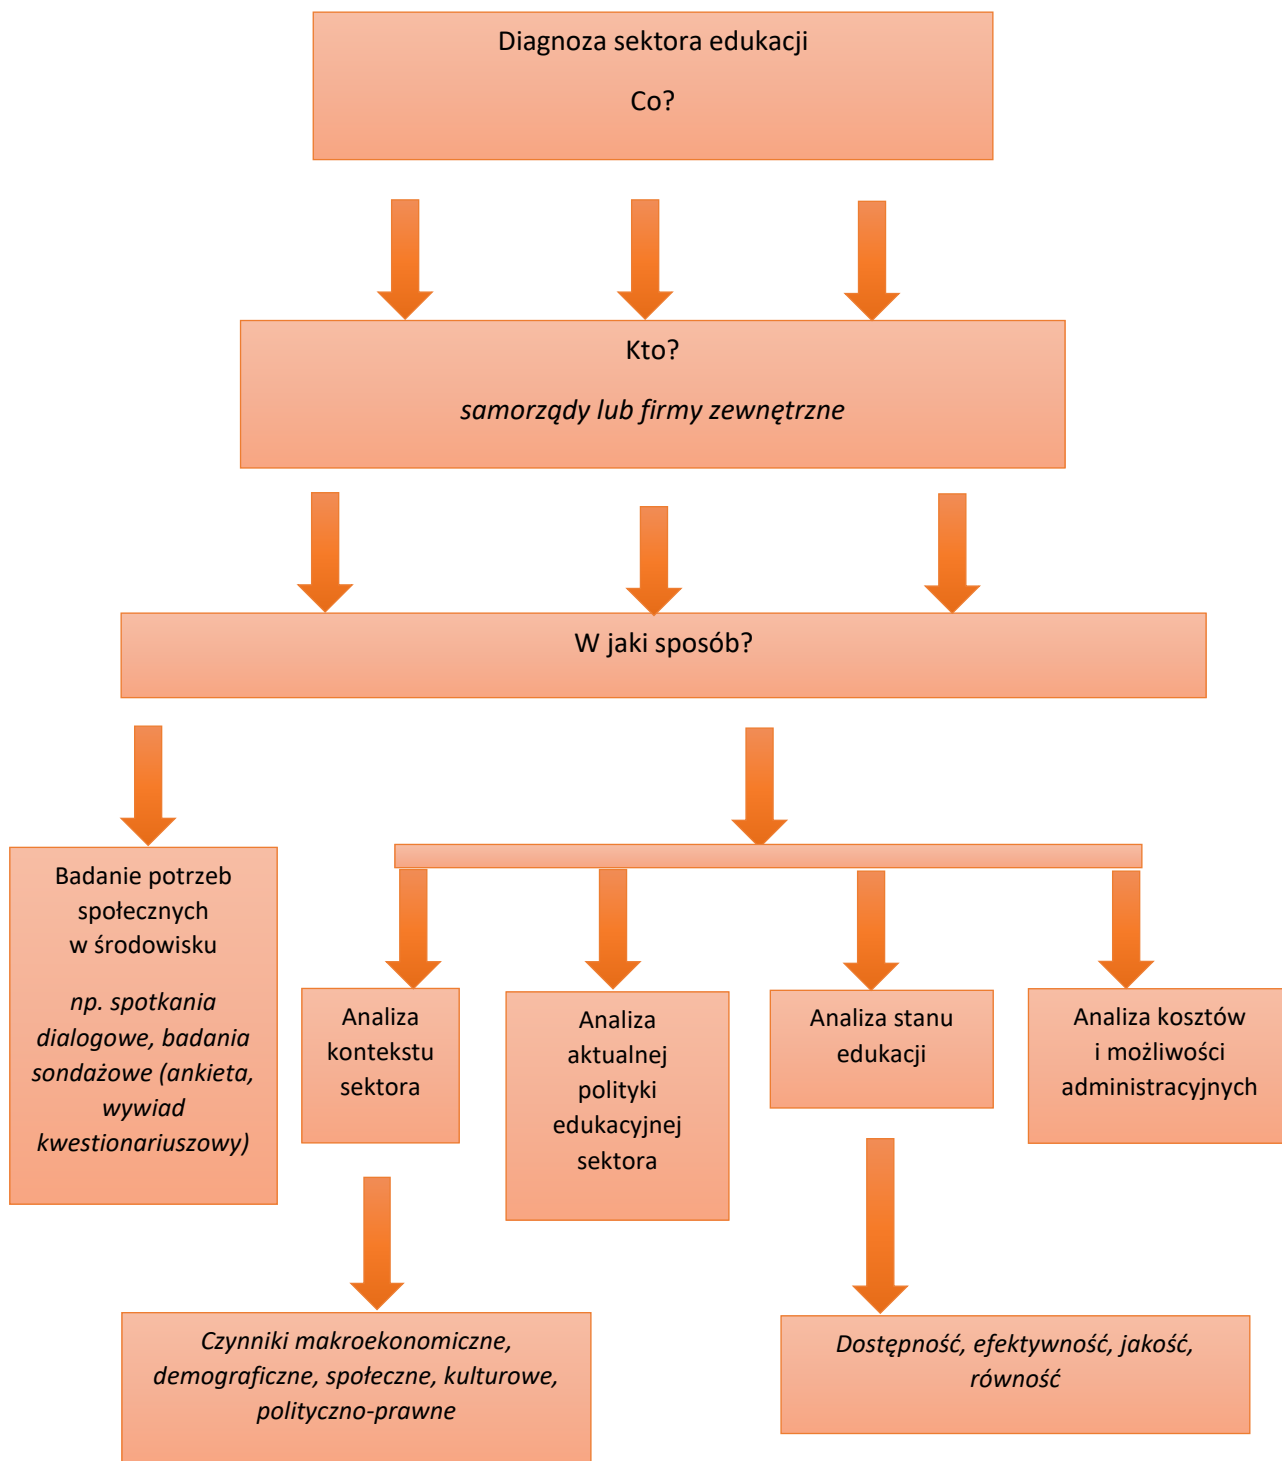 Diagnoza sektora edukacji
Co?
Kto?
samorządy lub firmy zewnętrzne
W jaki sposób?
Badanie potrzeb
społecznych
w środowisku
np. spotkania
dialogowe, badania
sondażowe (ankieta,
wywiad
kwestionariuszowy)
Analiza
kontekstu
sektora
Analiza
aktualnej
polityki
edukacyjnej
sektora
Analiza stanu
edukacji
Analiza kosztów
i możliwości
administracyjnych
Czynniki makroekonomiczne,
demograficzne, społeczne, kulturowe,
polityczno-prawne
Dostępność, efektywność, jakość,
równość